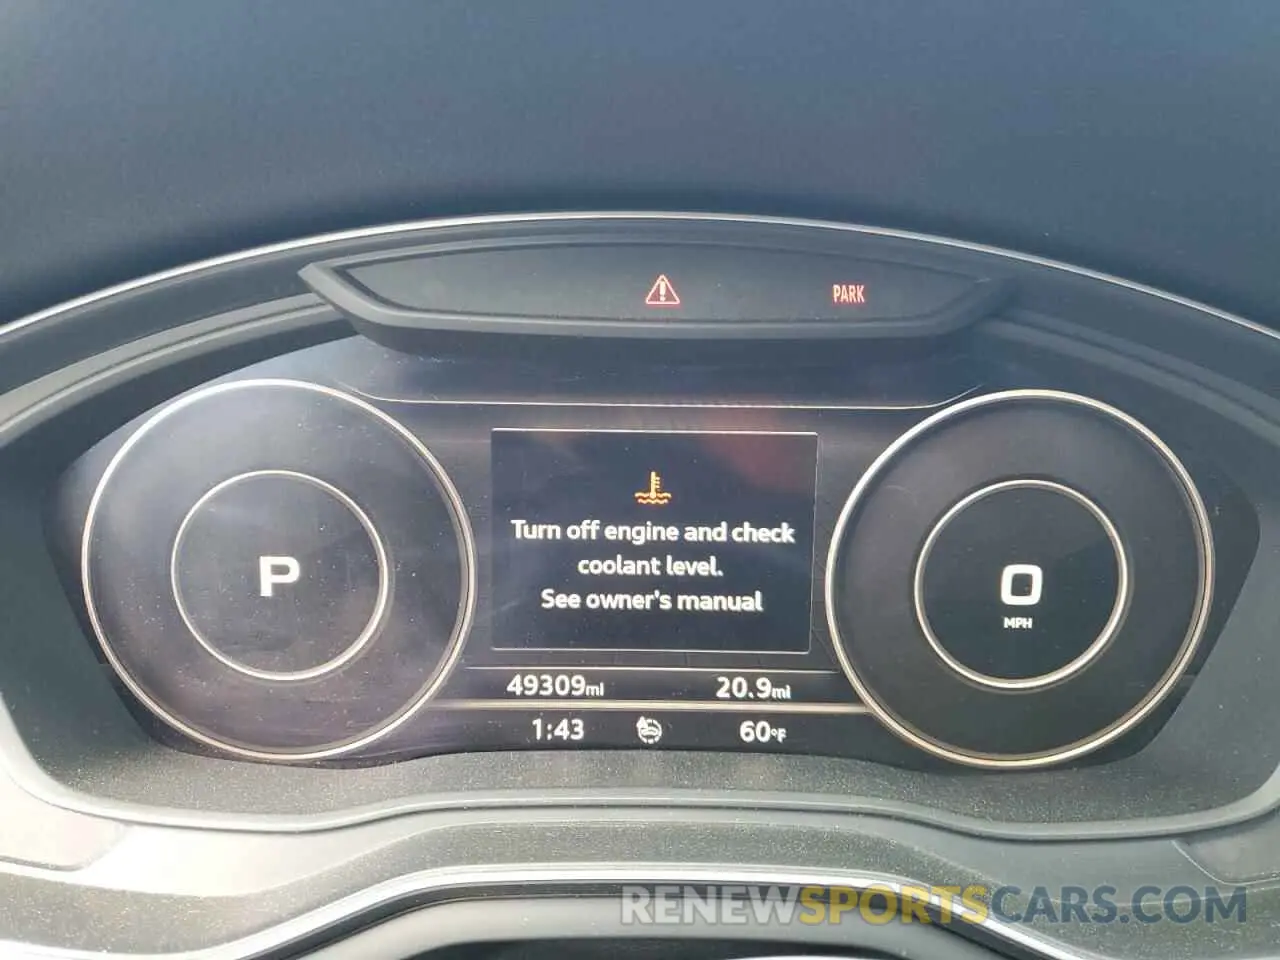 PARK
Turn off engine and check
coolant level.
See owner's manual
P
0
MPH
49309mi 20.9mi
1:43 60°F
RENEWSPORTSCARS.COM